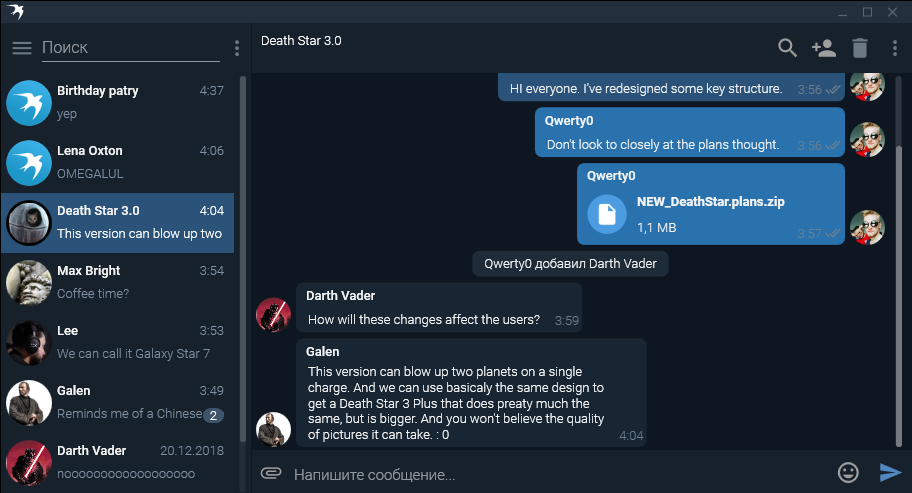 Поиск
Birthday patry 4:37
yep
Lena Oxton 4:06
OMEGALUL
Death Star 3.0 4:04
This version can blow up two
Max Bright 3:54
Coffee time?
Lee 3:53
We can call it Galaxy Star 7
Galen 3:49
Reminds me of a Chinese 2
Darth Vader 20.12.2018
noooooooooooooooooo
Death Star 3.0
HI everyone. I've redesigned some key structure. 3:56
Qwerty0
Don't look to closely at the plans thought. 3:56
Qwerty0
NEW_DeathStar.plans.zip
1,1 MB
3:57
Qwerty0 добавил Darth Vader
Darth Vader
How will these changes affect the users? 3:59
Galen
This version can blow up two planets on a single
charge. And we can use basicaly the same design to
get a Death Star 3 Plus that does preaty much the
same, but is bigger. And you won't believe the quality
of pictures it can take. : 0 4:04
Напишите сообщение...